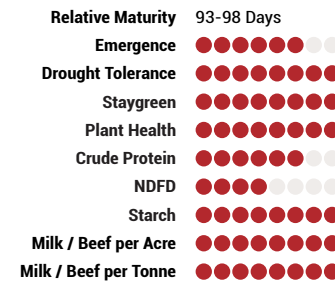 Relative Maturity 93-98 Days
Emergence
Drought Tolerance
Staygreen
Plant Health
Crude Protein
NDFD
Starch
Milk / Beef per Acre
Milk / Beef per Tonne